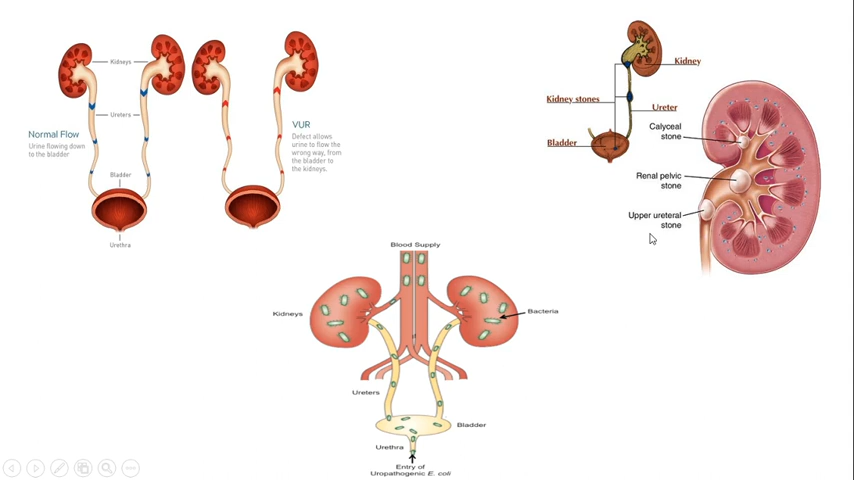 Kidneys
Ureters
Normal Flow
Urine flowing down
to the bladder
Bladder
Urethra
VUR
Defect allows
urine to flow the
wrong way, from
the bladder to
the kidneys.
Kidney
Kidney stones
Ureter
Bladder
Calyceal
stone
Renal pelvic
stone
Upper ureteral
stone
Blood Supply
Kidneys
Bacteria
Ureters
Bladder
Urethra
Entry of
Uropathogenic E. coli